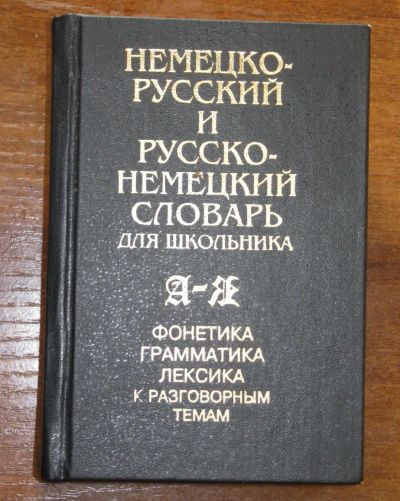 НЕМЕЦКО-
РУССКИЙ
И
РУССКО-
НЕМЕЦКИЙ
СЛОВАРЬ
ДЛЯ ШКОЛЬНИКА
А-Я
ФОНЕТИКА
ГРАММАТИКА
ЛЕКСИКА
К РАЗГОВОРНЫМ
ТЕМАМ